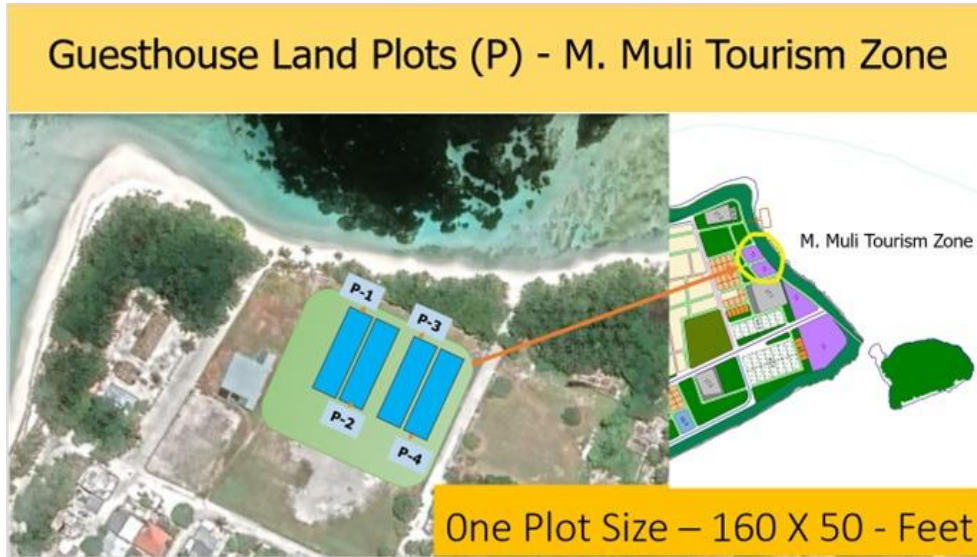 Guesthouse Land Plots (P) - M. Muli Tourism Zone
M. Muli Tourism Zone
P-1
P-3
P-2
P-4
One Plot Size – 160 X 50 - Feet